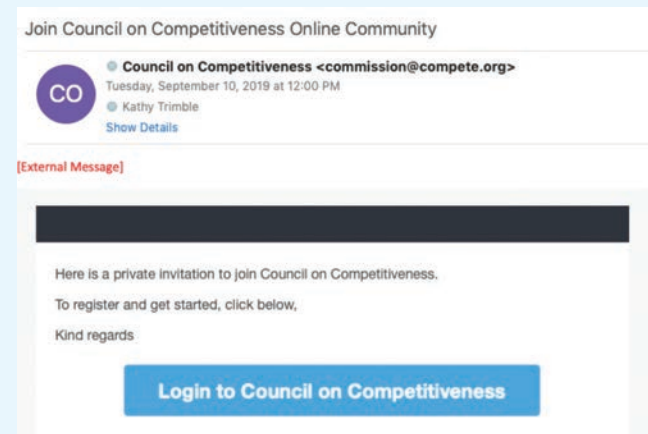 Join Council on Competitiveness Online Community
CO
Council on Competitiveness <commission@compete.org>
Tuesday, September 10, 2019 at 12:00 PM
Kathy Trimble
Show Details
[External Message]
Here is a private invitation to join Council on Competitiveness.
To register and get started, click below,
Kind regards
Login to Council on Competitiveness